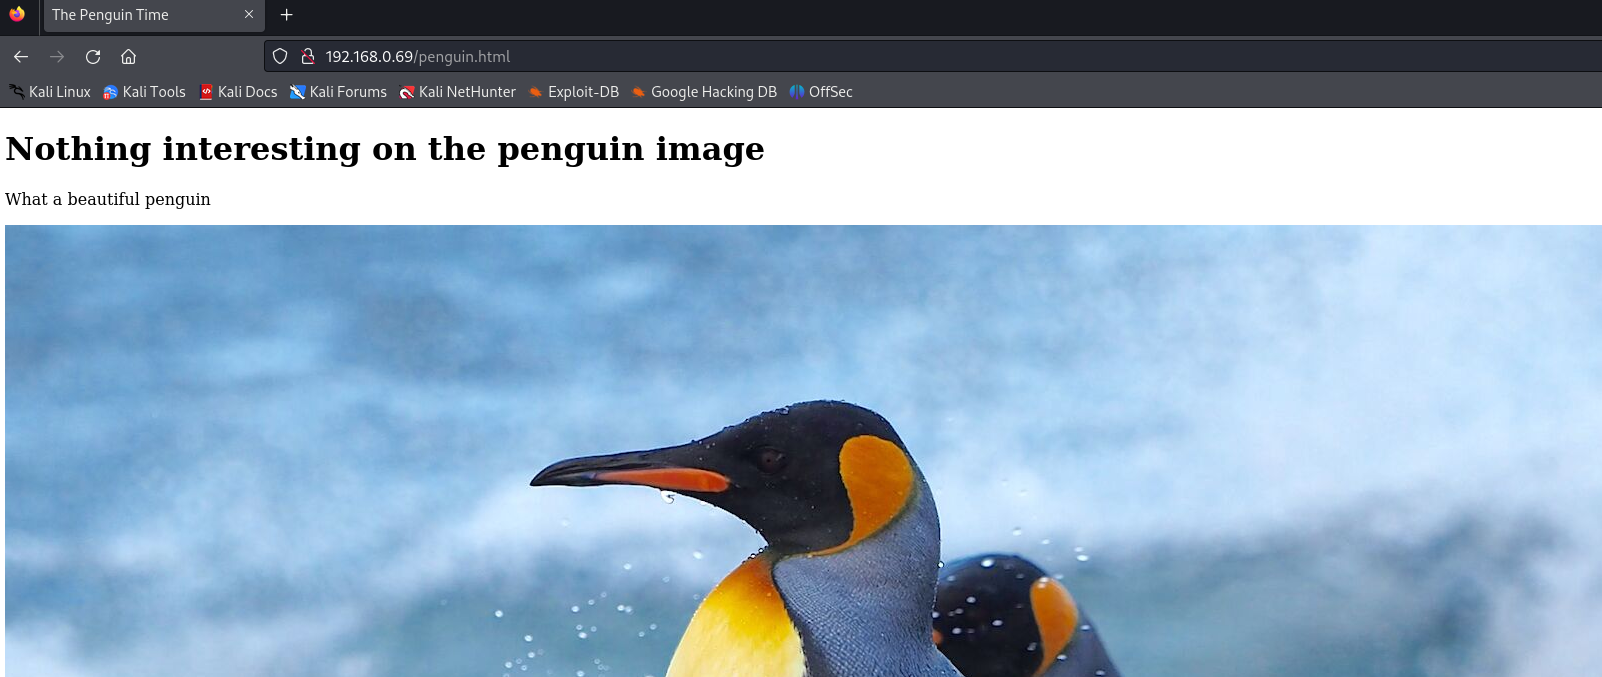 The Penguin Time
192.168.0.69/penguin.html
Kali Linux Kali Tools Kali Docs Kali Forums Kali NetHunter Exploit-DB Google Hacking DB OffSec
Nothing interesting on the penguin image
What a beautiful penguin